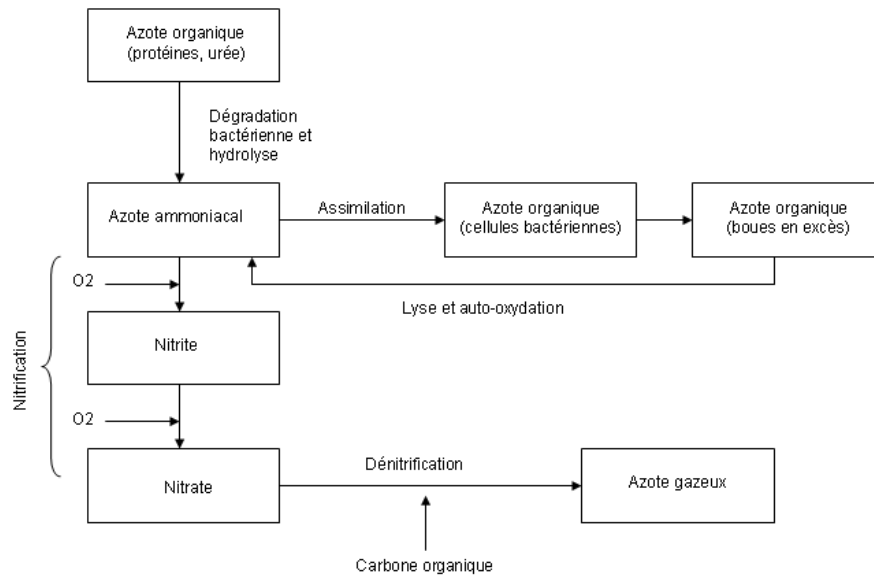 Azote organique
(protéines, urée)
Dégradation
bactérienne et
hydrolyse
Azote ammoniacal
Assimilation
Azote organique
(cellules bactériennes)
Azote organique
(boues en excès)
O2
Lyse et auto-oxydation
Nitrification
Nitrite
O2
Nitrate
Dénitrification
Azote gazeux
Carbone organique